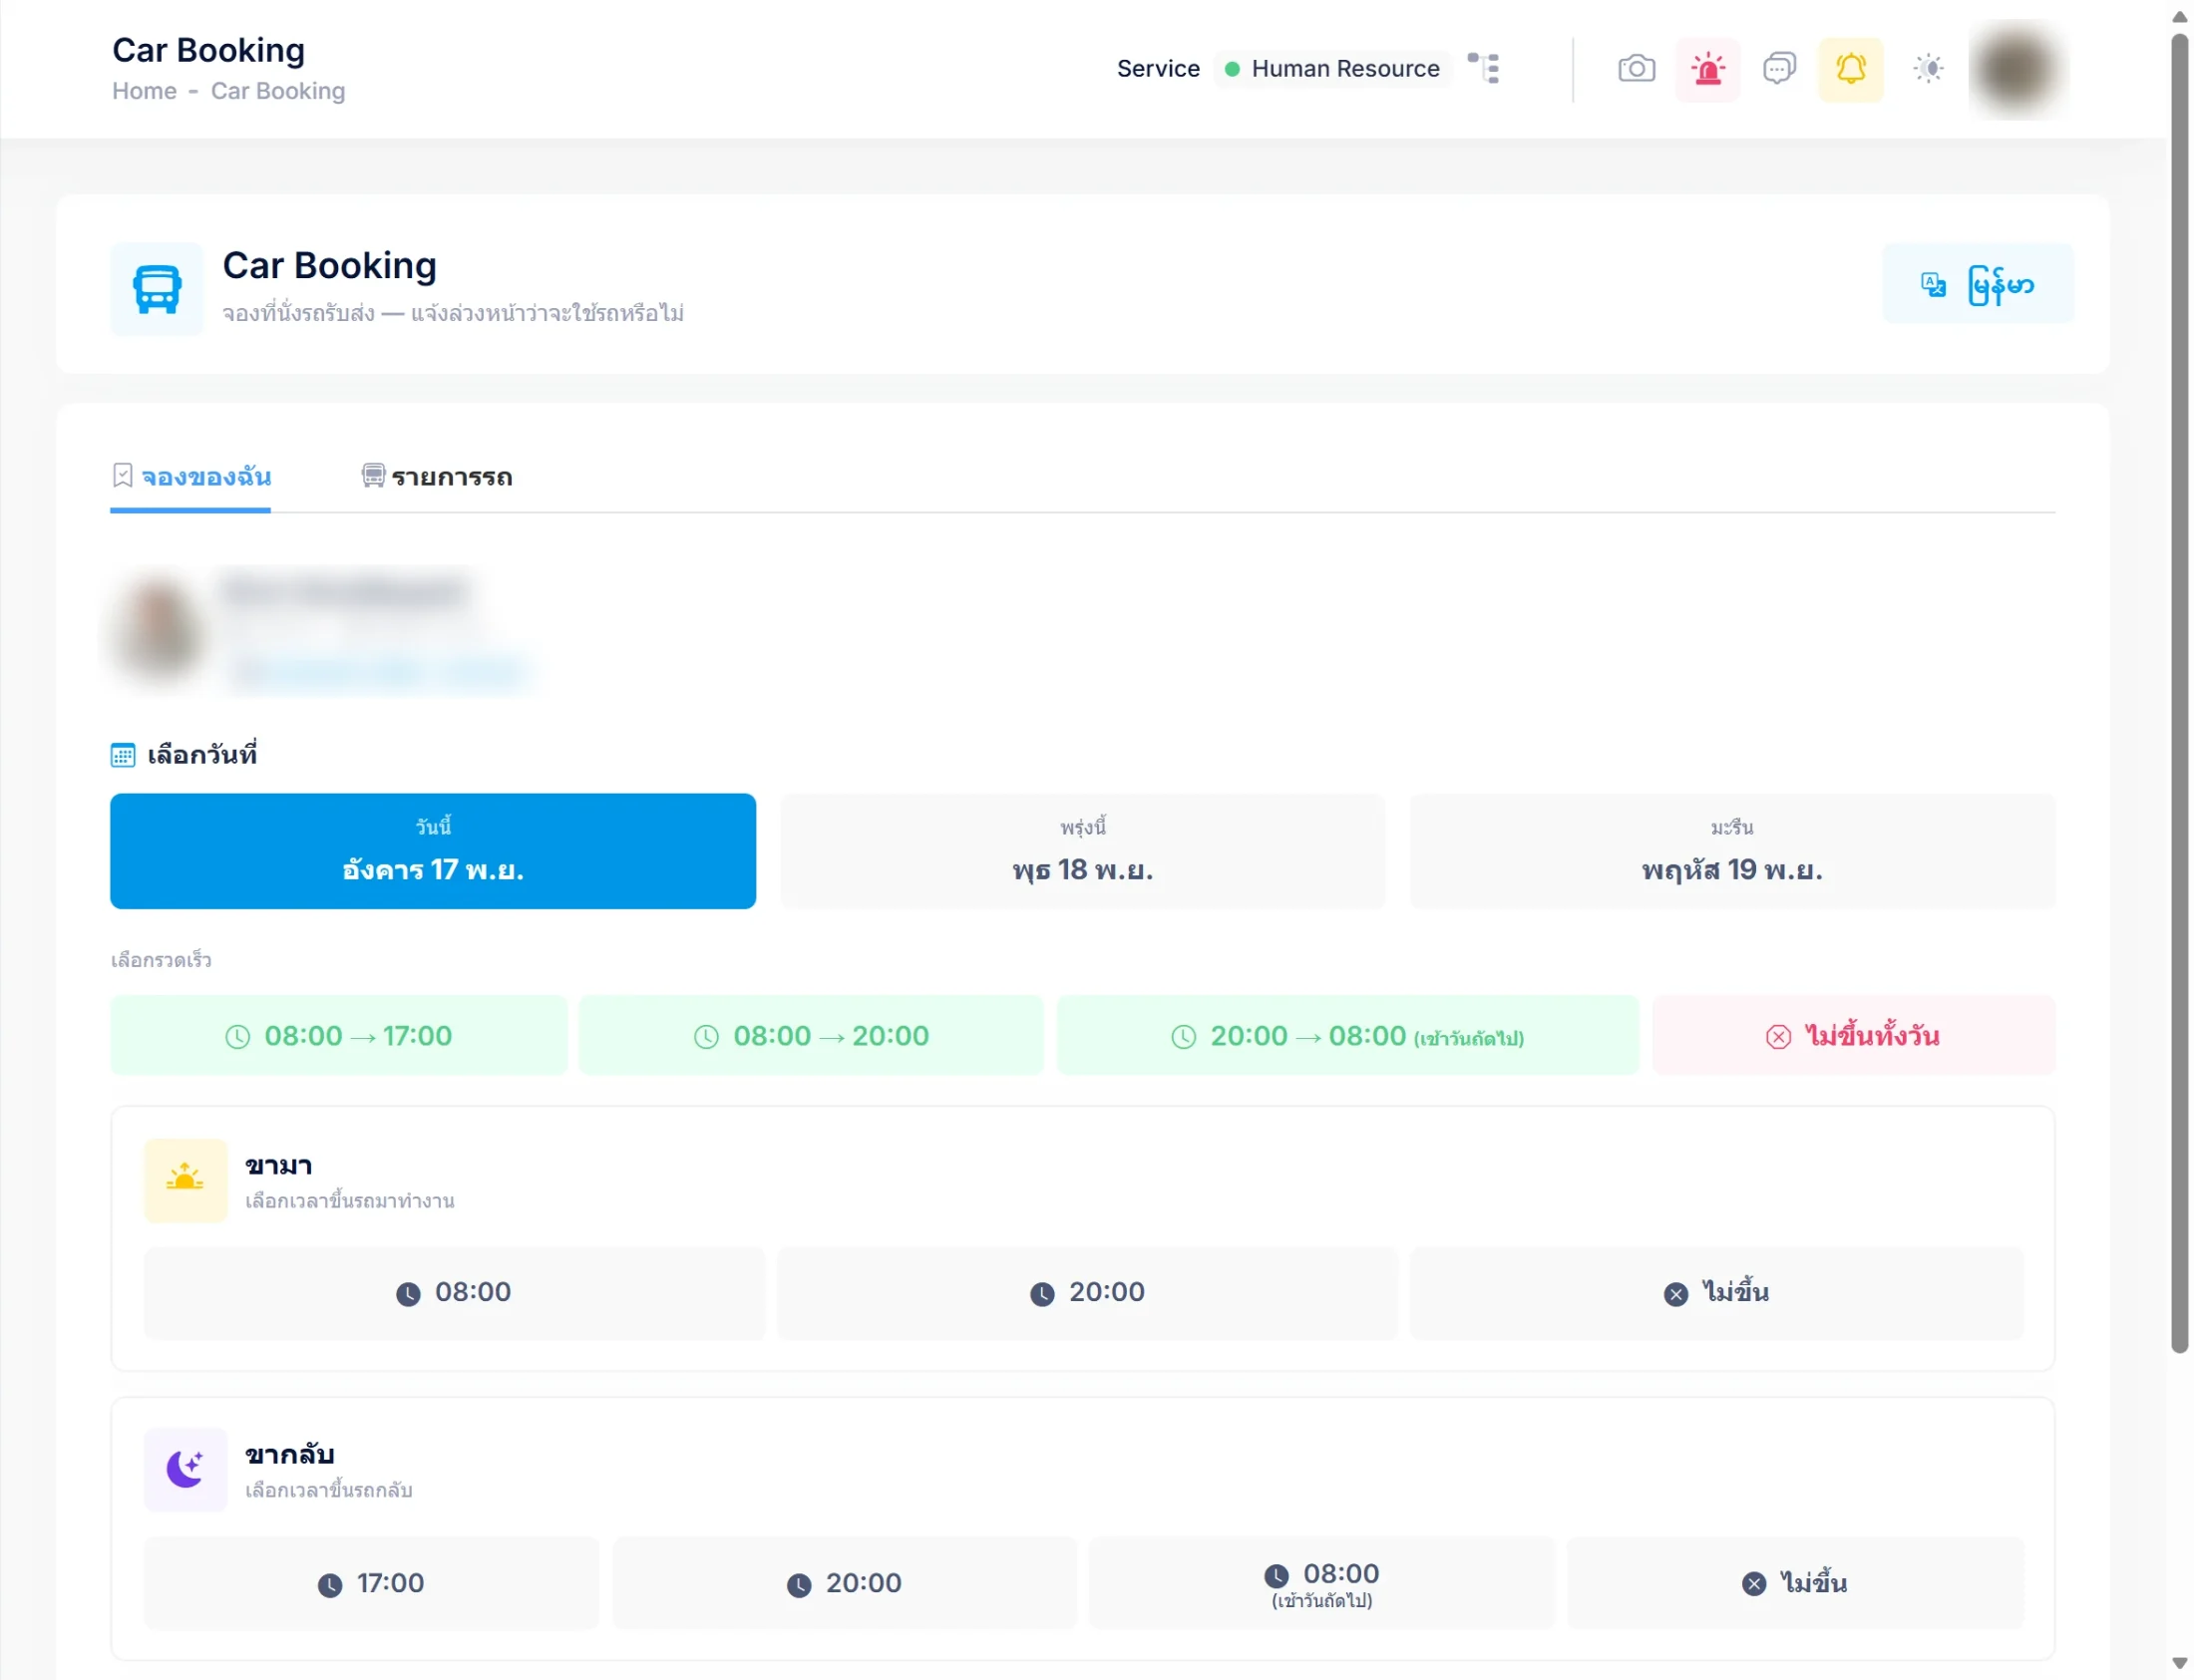 Car Booking
Home - Car Booking
Service Human Resource
Car Booking
จองที่นั่งรถรับส่ง — แจ้งล่วงหน้าว่าจะใช้รถหรือไม่
မြန်မာ
จองของฉัน
รายการรถ
เลือกวันที่
วันนี้
อังคาร 17 พ.ย.
พรุ่งนี้
พุธ 18 พ.ย.
มะรืน
พฤหัส 19 พ.ย.
เลือกรวดเร็ว
08:00 → 17:00
08:00 → 20:00
20:00 → 08:00 (เช้าวันถัดไป)
ไม่ขึ้นทั้งวัน
ขามา
เลือกเวลาขึ้นรถมาทำงาน
08:00
20:00
ไม่ขึ้น
ขากลับ
เลือกเวลาขึ้นรถกลับ
17:00
20:00
08:00
(เช้าวันถัดไป)
ไม่ขึ้น